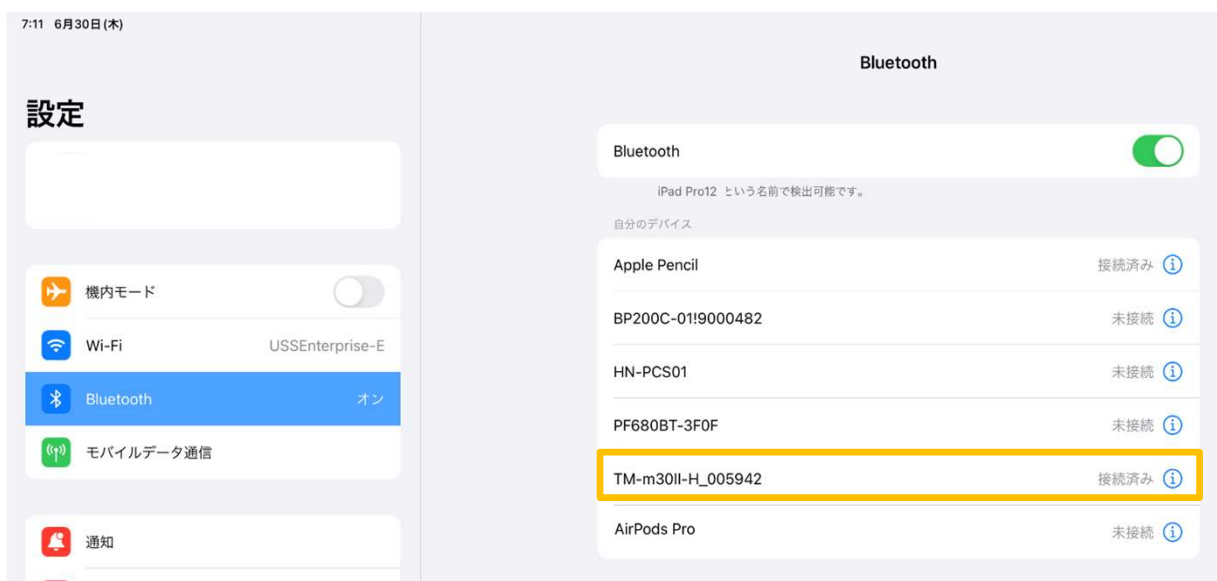 7:11 6月30日(木)
設定
機内モード
Wi-Fi USSEnterprise-E
Bluetooth オン
モバイルデータ通信
通知
Bluetooth
Bluetooth
iPad Pro12 という名前で検出可能です。
自分のデバイス
Apple Pencil 接続済み
BP200C-01!9000482 未接続
HN-PCS01 未接続
PF680BT-3F0F 未接続
TM-m30II-H_005942 接続済み
AirPods Pro 未接続